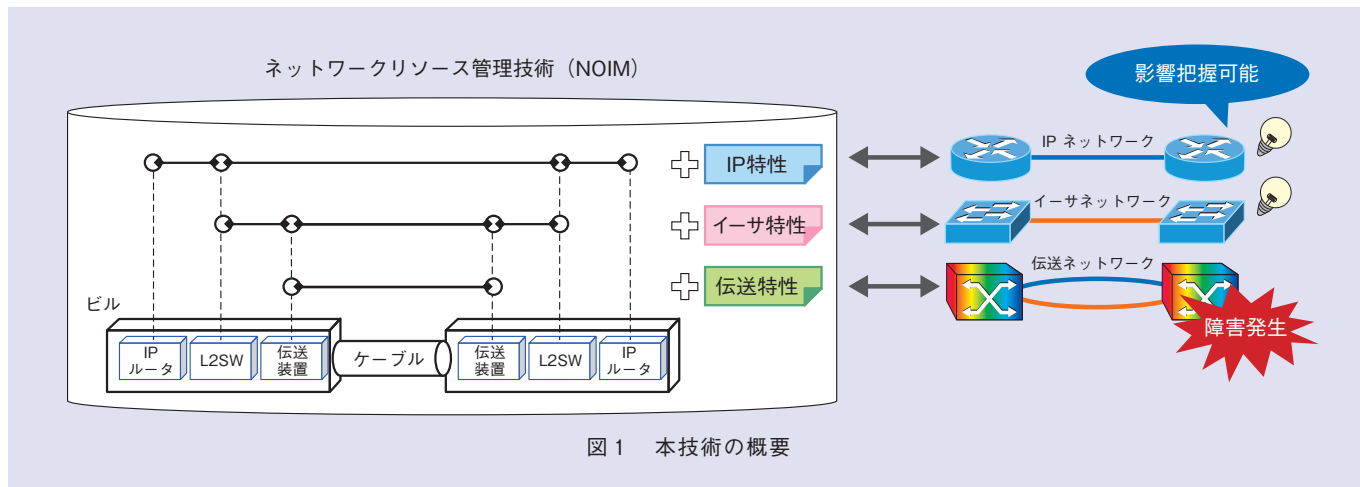 ネットワークリソース管理技術（NOIM）
影響把握可能
IP特性
IP ネットワーク
イーサ特性
イーサネットワーク
伝送特性
伝送ネットワーク
障害発生
ビル
IP
ルータ
L2SW
伝送
装置
ケーブル
伝送
装置
L2SW
IP
ルータ
図1 本技術の概要